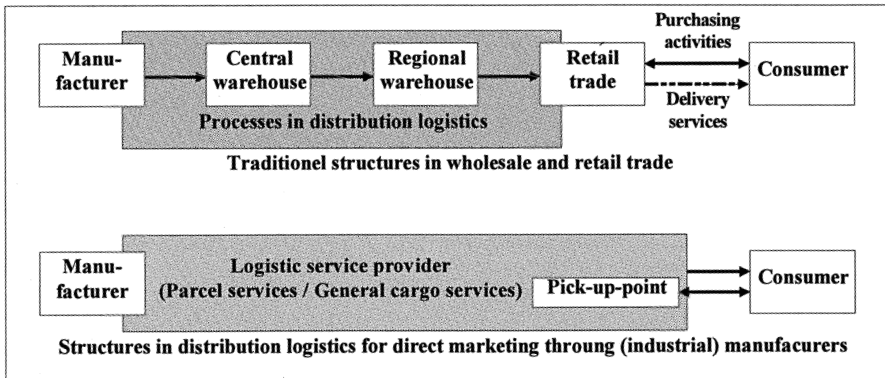 Manu-
facturer
Central
warehouse
Regional
warehouse
Retail
trade
Purchasing
activities
Consumer
Delivery
services
Processes in distribution logistics
Traditionel structures in wholesale and retail trade
Manu-
facturer
Logistic service provider
(Parcel services / General cargo services)
Pick-up-point
Consumer
Structures in distribution logistics for direct marketing throung (industrial) manufacurers